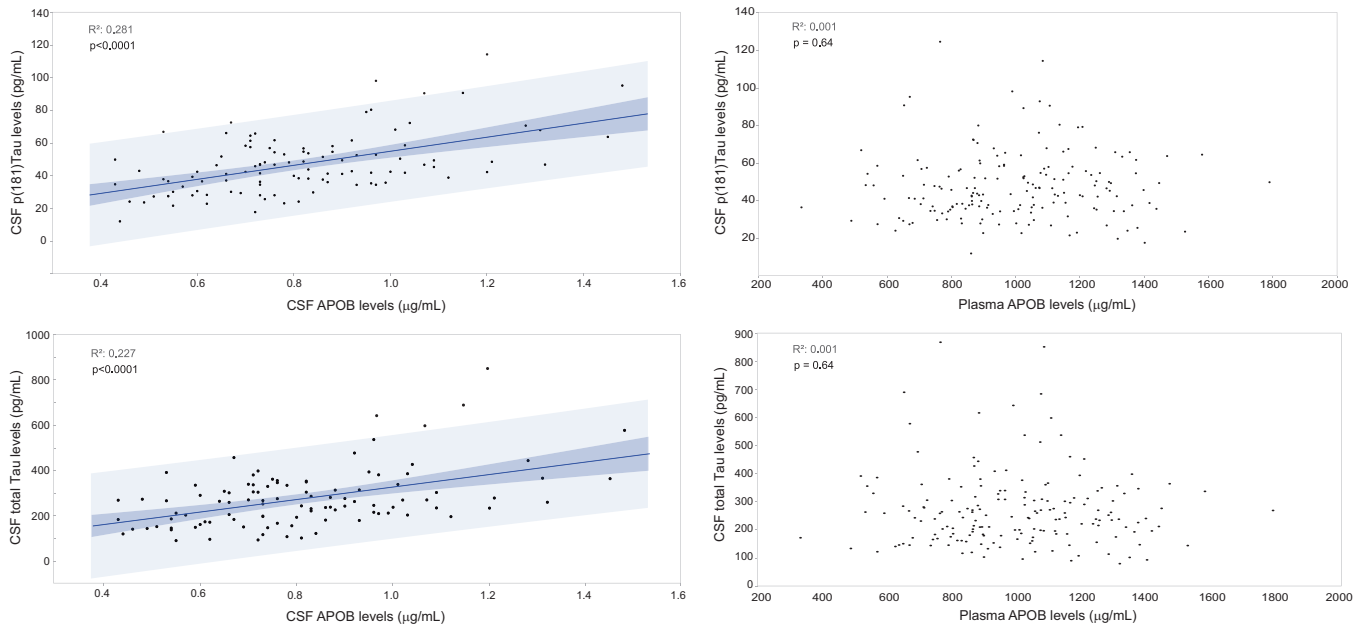 R²: 0.281
p<0.0001
CSF p(181)Tau levels (pg/mL)
140
120
100
80
60
40
20
0
0.4 0.6 0.8 1.0 1.2 1.4 1.6
CSF APOB levels (μg/mL)
R²: 0.001
p = 0.64
CSF p(181)Tau levels (pg/mL)
140
120
100
80
60
40
20
200 400 600 800 1000 1200 1400 1600 1800 2000
Plasma APOB levels (μg/mL)
R²: 0.227
p<0.0001
CSF total Tau levels (pg/mL)
1000
800
600
400
200
0
0.4 0.6 0.8 1.0 1.2 1.4 1.6
CSF APOB levels (μg/mL)
R²: 0.001
p = 0.64
CSF total Tau levels (pg/mL)
900
800
700
600
500
400
300
200
100
0
200 400 600 800 1000 1200 1400 1600 1800 2000
Plasma APOB levels (μg/mL)